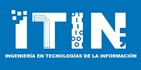 ITIN
INGENIERÍA EN TECNOLOGÍAS DE LA INFORMACIÓN